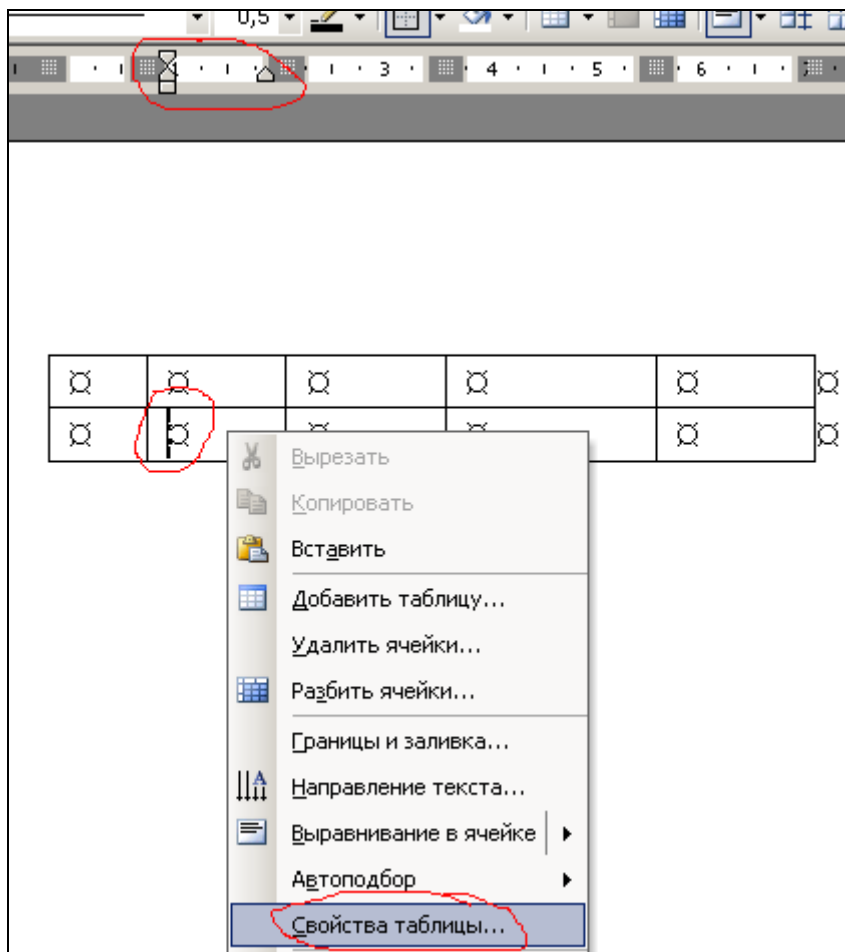 0,5
3 4 5 6 7
¤ ¤ ¤ ¤ ¤ ¤
¤ ¤ ¤ ¤
Вырезать
Копировать
Вставить
Добавить таблицу...
Удалить ячейки...
Разбить ячейки...
Границы и заливка...
Направление текста...
Выравнивание в ячейке
Автоподбор
Свойства таблицы...